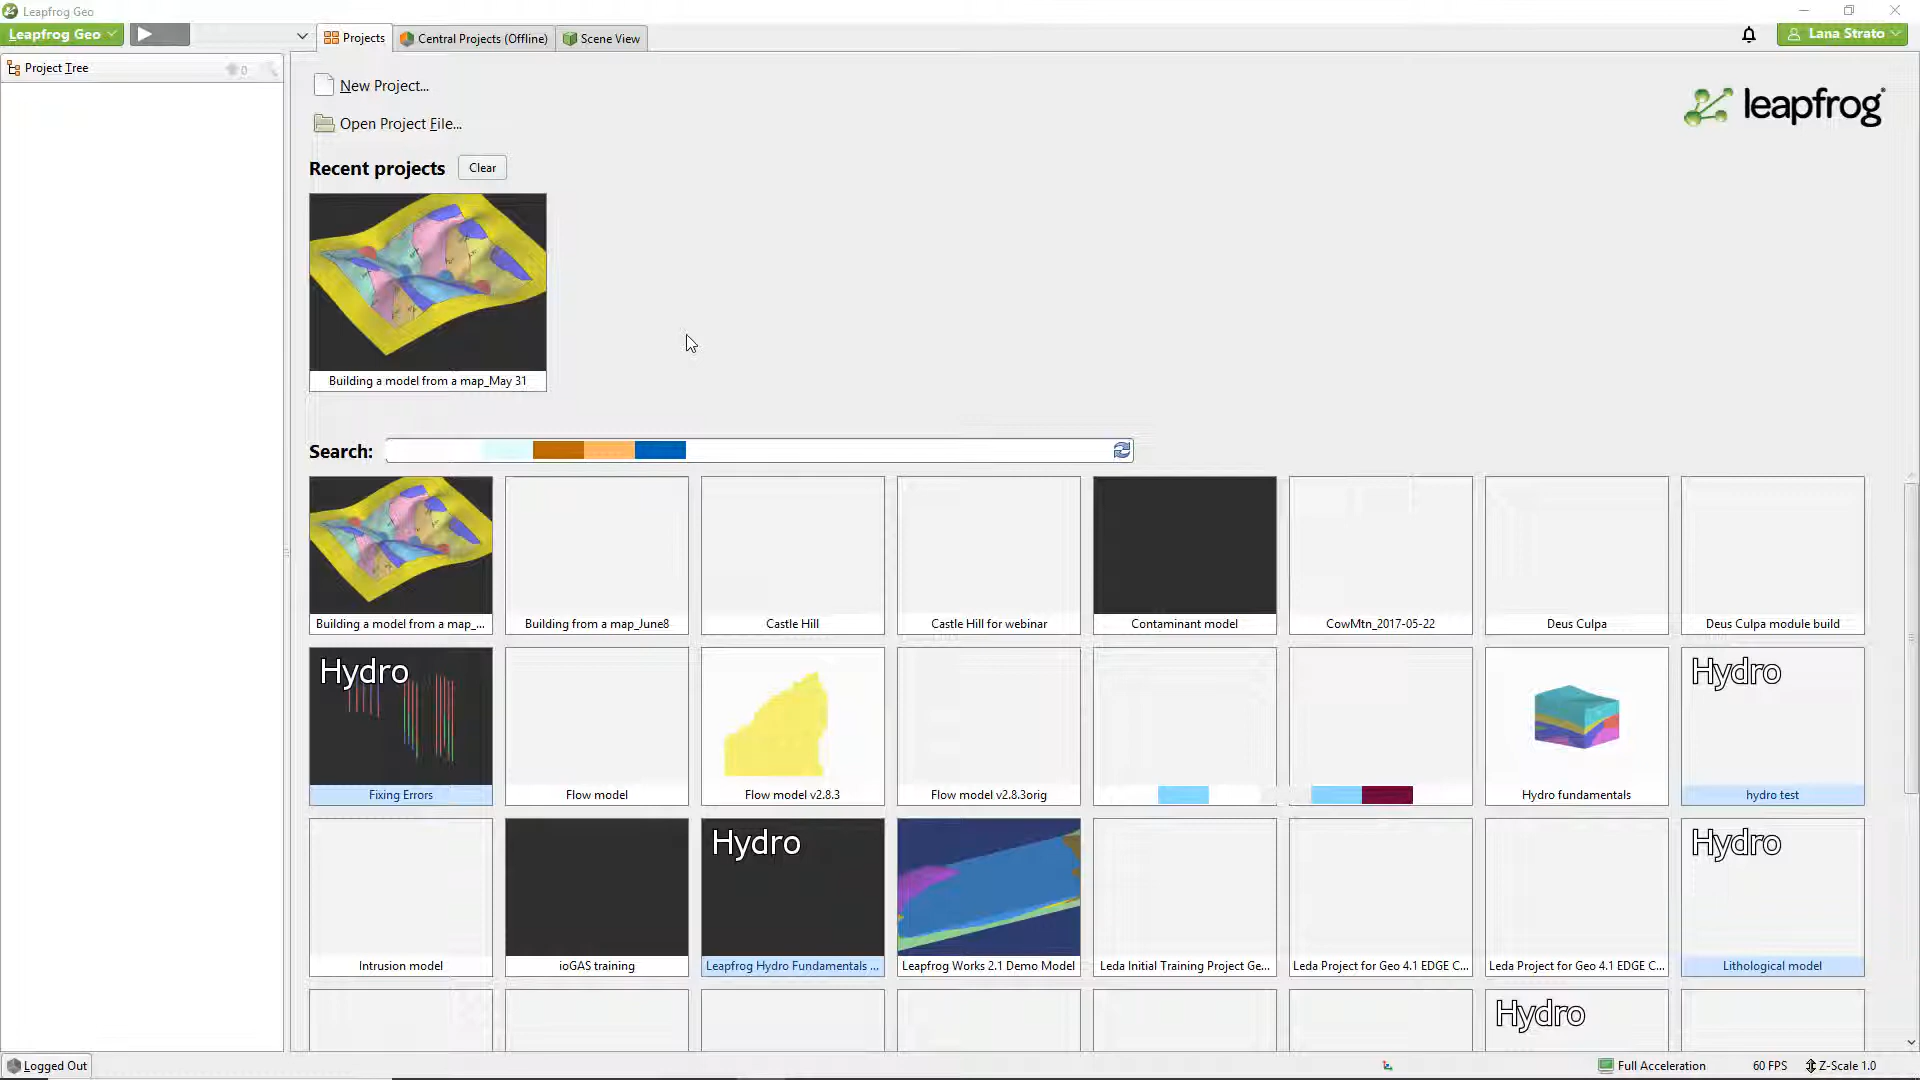 Leapfrog Geo
Leapfrog Geo
Projects
Central Projects (Offline)
Scene View
Lana Strato
Project Tree
0
New Project...
Open Project File...
leapfrog
Recent projects
Clear
Building a model from a map_May 31
Search:
Building a model from a map_...
Building from a map_June8
Castle Hill
Castle Hill for webinar
Contaminant model
CowMtn_2017-05-22
Deus Culpa
Deus Culpa module build
Hydro
Hydro
Fixing Errors
Flow model
Flow model v2.8.3
Flow model v2.8.3orig
Hydro fundamentals
hydro test
Hydro
Hydro
Intrusion model
ioGAS training
Leapfrog Hydro Fundamentals ...
Leapfrog Works 2.1 Demo Model
Leda Initial Training Project Ge...
Leda Project for Geo 4.1 EDGE C...
Leda Project for Geo 4.1 EDGE C...
Lithological model
Hydro
Logged Out
Full Acceleration
60 FPS
Z-Scale 1.0